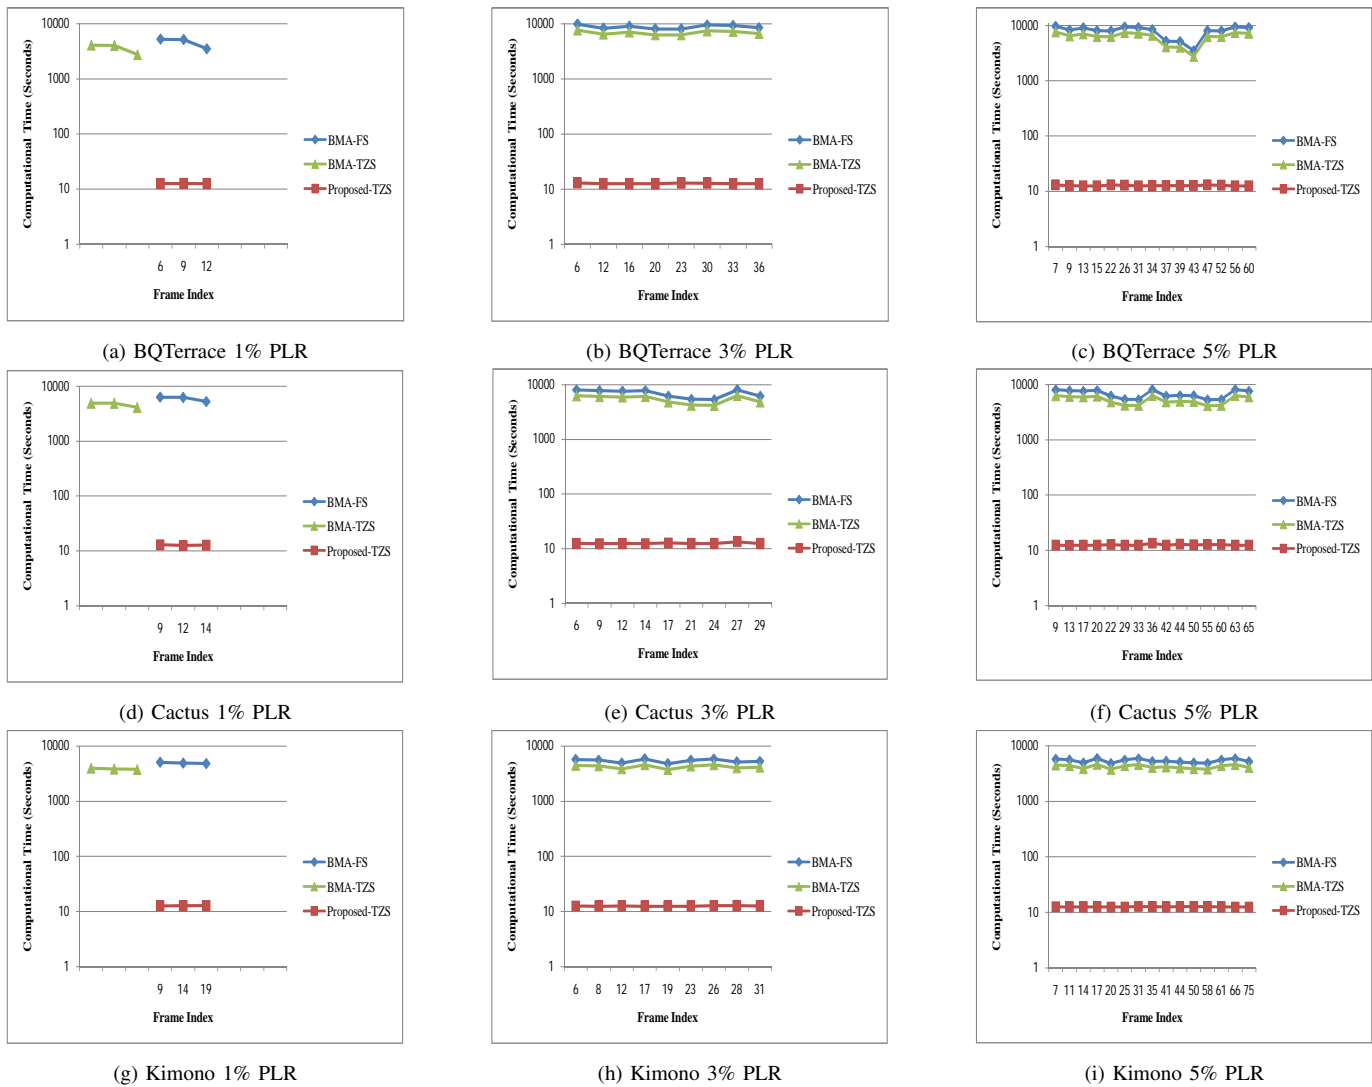 10000
1000
100
10
1
Computational Time (Seconds)
6 9 12
Frame Index
BMA-FS
BMA-TZS
Proposed-TZS
(a) BQTerrace 1% PLR
10000
1000
100
10
1
Computational Time (Seconds)
6 12 16 20 23 30 33 36
Frame Index
BMA-FS
BMA-TZS
Proposed-TZS
(b) BQTerrace 3% PLR
10000
1000
100
10
1
Computational Time (Seconds)
7 9 13 15 22 26 31 34 37 39 43 47 52 56 60
Frame Index
BMA-FS
BMA-TZS
Proposed-TZS
(c) BQTerrace 5% PLR
10000
1000
100
10
1
Computational Time (Seconds)
9 12 14
Frame Index
BMA-FS
BMA-TZS
Proposed-TZS
(d) Cactus 1% PLR
10000
1000
100
10
1
Computational Time (Seconds)
6 9 12 14 17 21 24 27 29
Frame Index
BMA-FS
BMA-TZS
Proposed-TZS
(e) Cactus 3% PLR
10000
1000
100
10
1
Computational Time (Seconds)
9 13 17 20 22 29 33 36 42 44 50 55 60 63 65
Frame Index
BMA-FS
BMA-TZS
Proposed-TZS
(f) Cactus 5% PLR
10000
1000
100
10
1
Computational Time (Seconds)
9 14 19
Frame Index
BMA-FS
BMA-TZS
Proposed-TZS
(g) Kimono 1% PLR
10000
1000
100
10
1
Computational Time (Seconds)
6 8 12 17 19 23 26 28 31
Frame Index
BMA-FS
BMA-TZS
Proposed-TZS
(h) Kimono 3% PLR
10000
1000
100
10
1
Computational Time (Seconds)
7 11 14 17 20 25 31 35 41 44 50 58 61 66 75
Frame Index
BMA-FS
BMA-TZS
Proposed-TZS
(i) Kimono 5% PLR